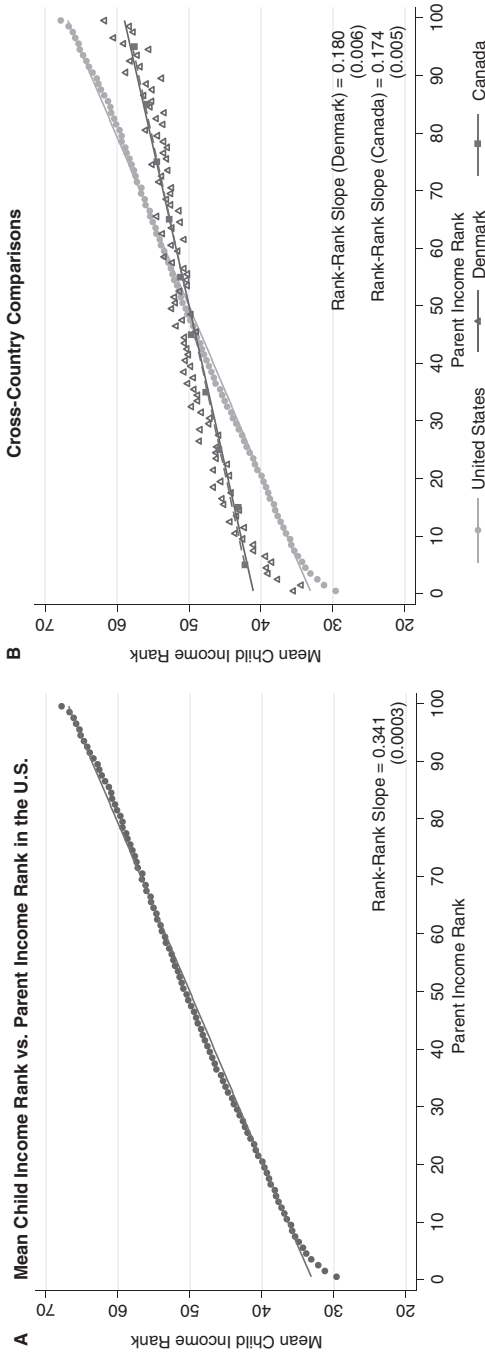 A
Mean Child Income Rank vs. Parent Income Rank in the U.S.
Mean Child Income Rank
70
60
50
40
30
20
Rank-Rank Slope = 0.341
(0.0003)
0 10 20 30 40 50 60 70 80 90 100
Parent Income Rank
B
Cross-Country Comparisons
Mean Child Income Rank
70
60
50
40
30
20
Rank-Rank Slope (Denmark) = 0.180
(0.006)
Rank-Rank Slope (Canada) = 0.174
(0.005)
0 10 20 30 40 50 60 70 80 90 100
Parent Income Rank
United States Denmark Canada